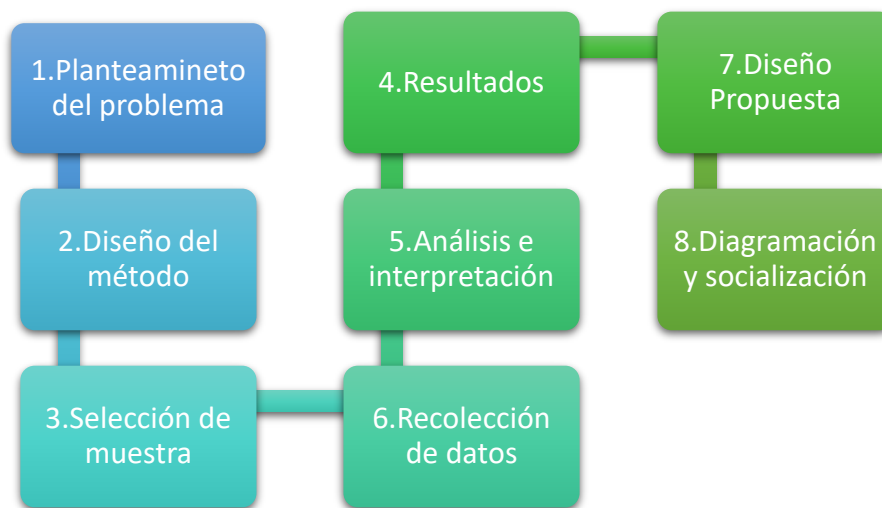 1.Planteamineto
del problema
2.Diseño del
método
3.Selección de
muestra
4.Resultados
5.Análisis e
interpretación
6.Recolección
de datos
7.Diseño
Propuesta
8.Diagramación
y socialización